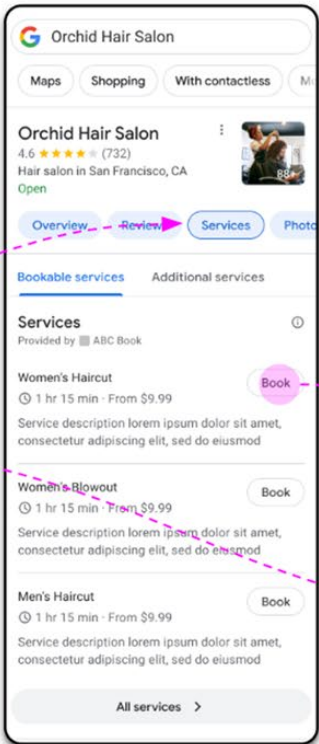 G Orchid Hair Salon
Maps Shopping With contactless
Orchid Hair Salon
4.6 (732)
88+
Hair salon in San Francisco, CA
Open
Overview Review Services Photo
Bookable services Additional services
Services
Provided by ABC Book
Women's Haircut
Book
1 hr 15 min · From $9.99
Service description lorem ipsum dolor sit amet,
consectetur adipiscing elit, sed do eiusmod
Women's Blowout
Book
1 hr 15 min · From $9.99
Service description lorem ipsum dolor sit amet,
consectetur adipiscing elit, sed do eiusmod
Men's Haircut
Book
1 hr 15 min · From $9.99
Service description lorem ipsum dolor sit amet,
consectetur adipiscing elit, sed do eiusmod
All services >